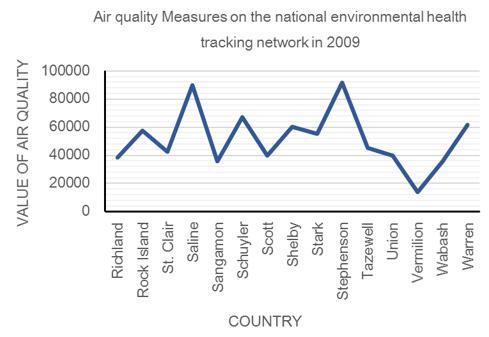 Air quality Measures on the national environmental health
tracking network in 2009
VALUE OF AIR QUALITY
100000
80000
60000
40000
20000
0
Richland
Rock Island
St. Clair
Saline
Sangamon
Schuyler
Scott
Shelby
Stark
Stephenson
Tazewell
Union
Vermilion
Wabash
Warren
COUNTRY